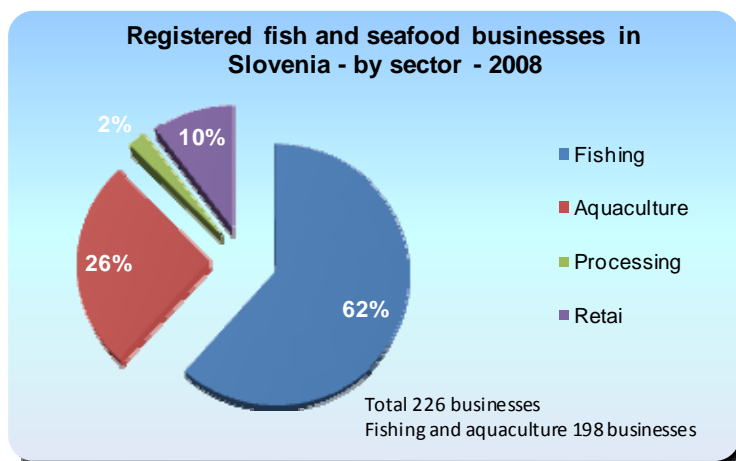 Registered fish and seafood businesses in
Slovenia - by sector - 2008
2%
10%
26%
62%
Fishing
Aquaculture
Processing
Retai
Total 226 businesses
Fishing and aquaculture 198 businesses